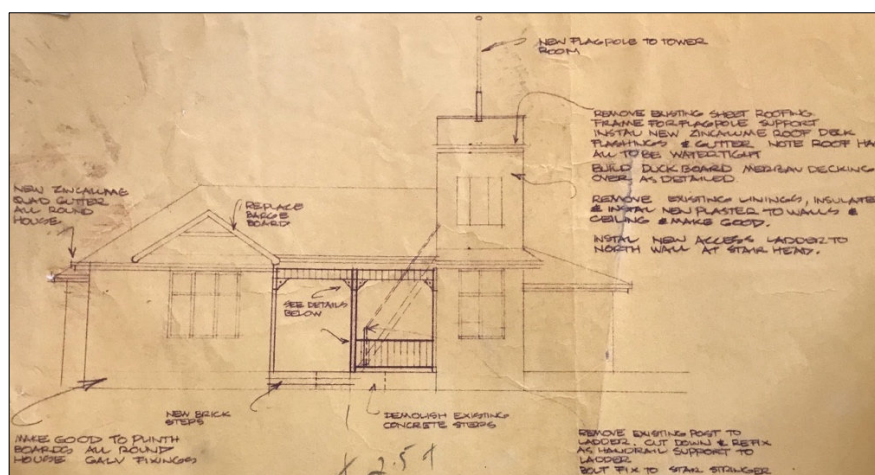 NEW FLAGPOLE TO TOWER
ROOM
REMOVE EXISTING SHEET ROOFING.
FRAME FOR FLAGPOLE SUPPORT
INSTAL NEW ZINCALUME ROOF DECK
FLASHINGS & GUTTER NOTE ROOF HA
ALL TO BE WATERTIGHT
BUILD DUCKBOARD MERBAU DECKING
OVER AS DETAILED.
REMOVE EXISTING LININGS, INSULATE
& INSTAL NEW PLASTER TO WALLS &
CEILING & MAKE GOOD.
INSTAL NEW ACCESS LADDER TO
NORTH WALL AT STAIR HEAD.
NEW ZINCALUME
QUAD GUTTER
ALL ROUND
HOUSE
REPLACE
BARGE
BOARD
SEE DETAILS
BELOW
NEW BRICK
STEPS
DEMOLISH EXISTING
CONCRETE STEPS
MAKE GOOD TO PLINTH
BOARDS ALL ROUND
HOUSE GALV FIXINGS
REMOVE EXISTING POST TO
LADDER. CUT DOWN & REFIX
AS HANDRAIL SUPPORT TO
LADDER
BOLT FIX TO STAIR STRINGER